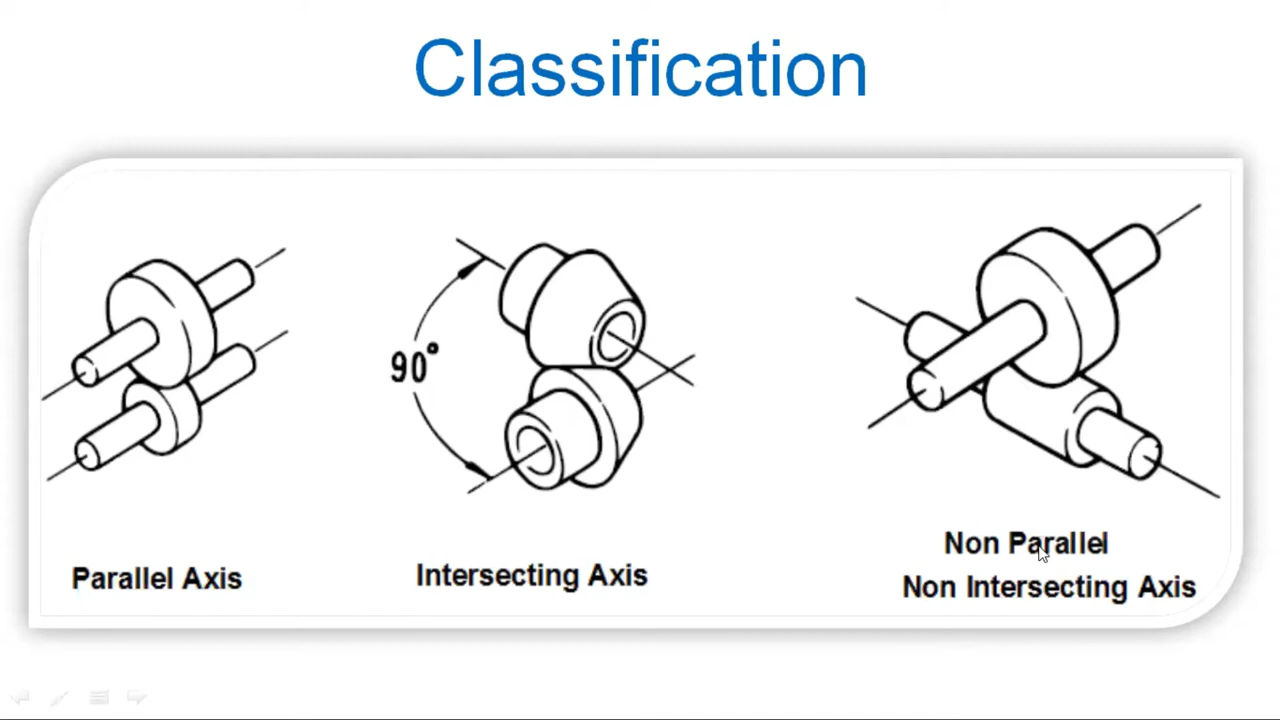 Classification
90°
Parallel Axis
Intersecting Axis
Non Parallel
Non Intersecting Axis